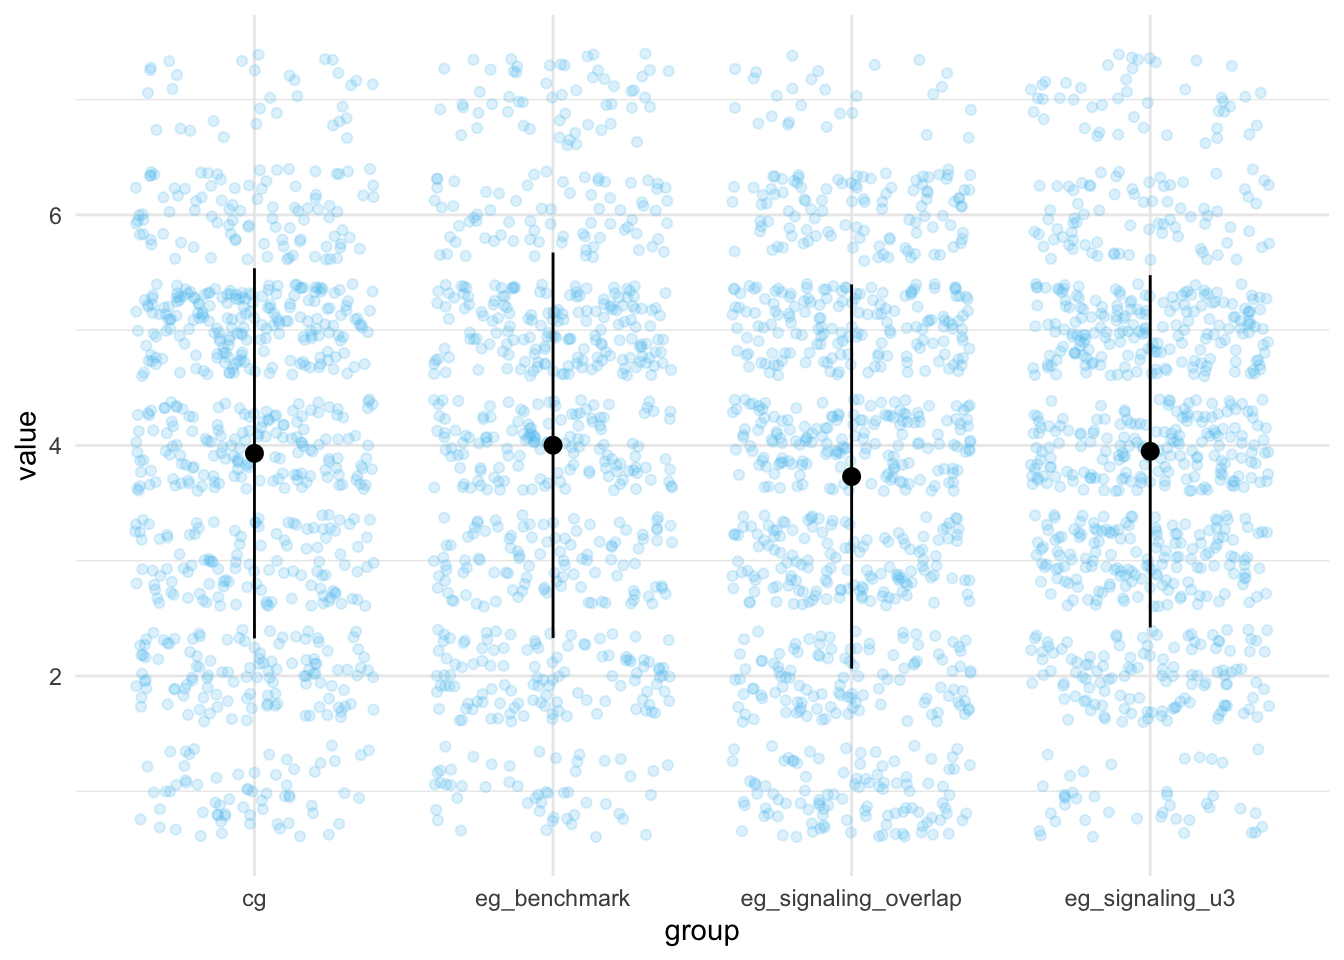 value
6
4
2
cg
eg_benchmark
eg_signaling_overlap
eg_signaling_u3
group